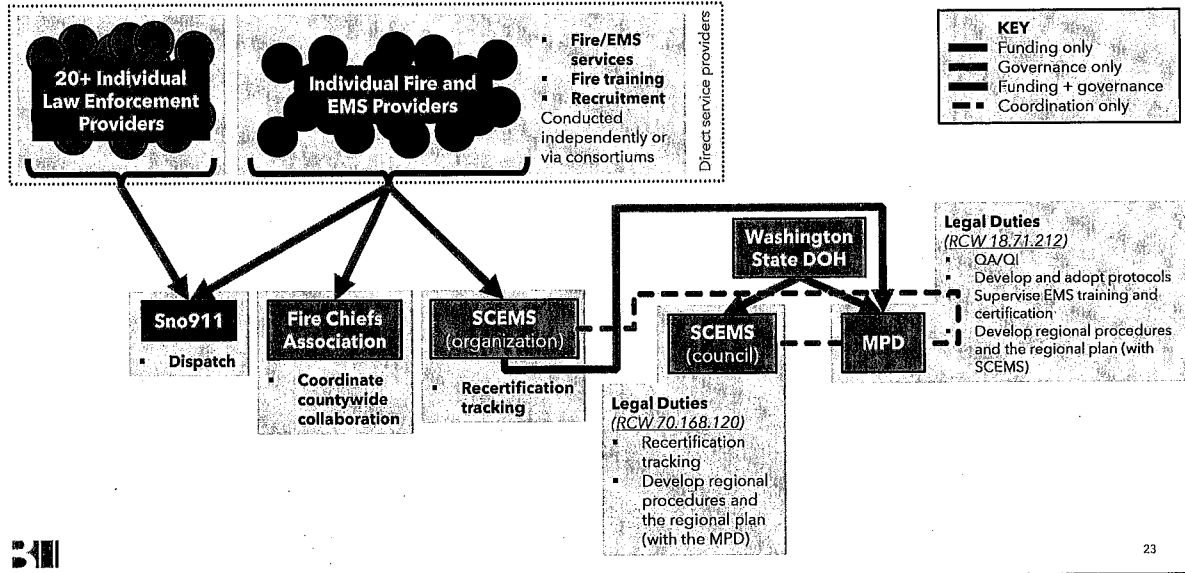 20+ Individual
Law Enforcement
Providers
Individual Fire and
EMS Providers
▪ Fire/EMS
services
▪ Fire training
▪ Recruitment
Conducted
independently or
via consortiums
Direct service providers
KEY
Funding only
Governance only
Funding + governance
Coordination only
Sno911
▪ Dispatch
Fire Chiefs
Association
▪ Coordinate
countywide
collaboration
SCEMS
(organization)
▪ Recertification
tracking
Washington
State DOH
SCEMS
(council)
Legal Duties
(RCW 70.168.120)
▪ Recertification
tracking
▪ Develop regional
procedures and
the regional plan
(with the MPD)
MPD
Legal Duties
(RCW 18.71.212)
▪ QA/QI
▪ Develop and adopt protocols
▪ Supervise EMS training and
certification
▪ Develop regional procedures
and the regional plan (with
SCEMS)
23